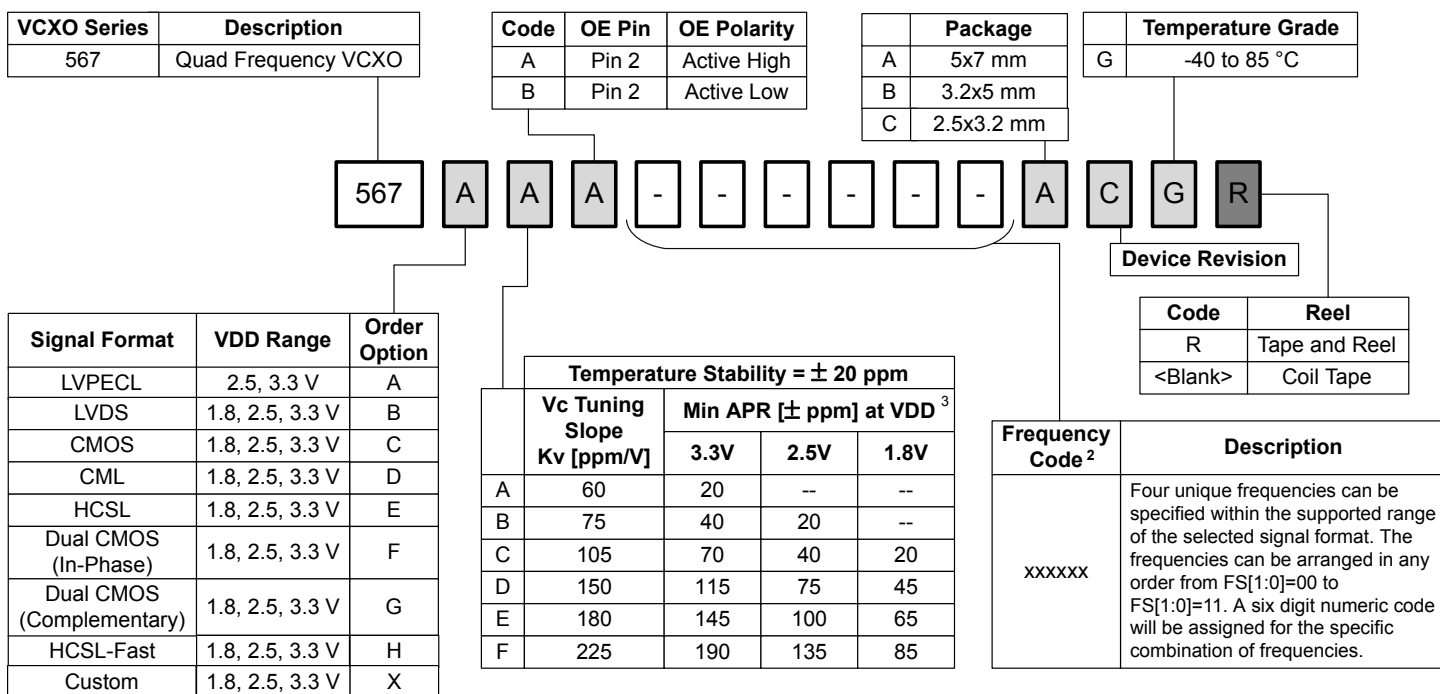 VCXO Series Description
567 Quad Frequency VCXO
Code OE Pin OE Polarity
A Pin 2 Active High
B Pin 2 Active Low
Package
A 5x7 mm
B 3.2x5 mm
C 2.5x3.2 mm
Temperature Grade
G -40 to 85 °C
567 A A A - - - - - - A C G R
Device Revision
Code Reel
R Tape and Reel
<Blank> Coil Tape
Signal Format VDD Range Order
Option
LVPECL 2.5, 3.3 V A
LVDS 1.8, 2.5, 3.3 V B
CMOS 1.8, 2.5, 3.3 V C
CML 1.8, 2.5, 3.3 V D
HCSL 1.8, 2.5, 3.3 V E
Dual CMOS
(In-Phase) 1.8, 2.5, 3.3 V F
Dual CMOS
(Complementary) 1.8, 2.5, 3.3 V G
HCSL-Fast 1.8, 2.5, 3.3 V H
Custom 1.8, 2.5, 3.3 V X
Temperature Stability = ± 20 ppm
Vc Tuning
Slope
Kv [ppm/V]
Min APR [± ppm] at VDD 3
3.3V 2.5V 1.8V
A 60 20 -- --
B 75 40 20 --
C 105 70 40 20
D 150 115 75 45
E 180 145 100 65
F 225 190 135 85
Frequency
Code 2
Description
xxxxxx
Four unique frequencies can be
specified within the supported range
of the selected signal format. The
frequencies can be arranged in any
order from FS[1:0]=00 to
FS[1:0]=11. A six digit numeric code
will be assigned for the specific
combination of frequencies.